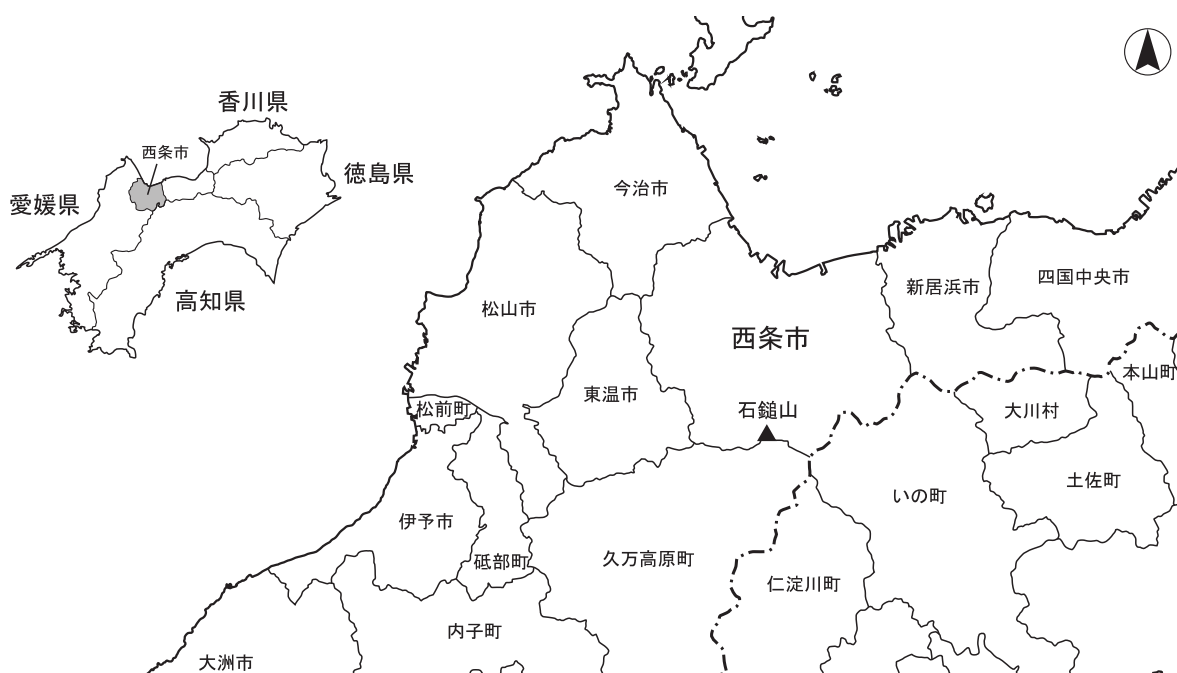 香川県
西条市
徳島県
愛媛県
高知県
今治市
新居浜市
四国中央市
松山市
西条市
本山町
東温市
松前町
石鎚山
大川村
土佐町
いの町
伊予市
砥部町
久万高原町
仁淀川町
内子町
大洲市